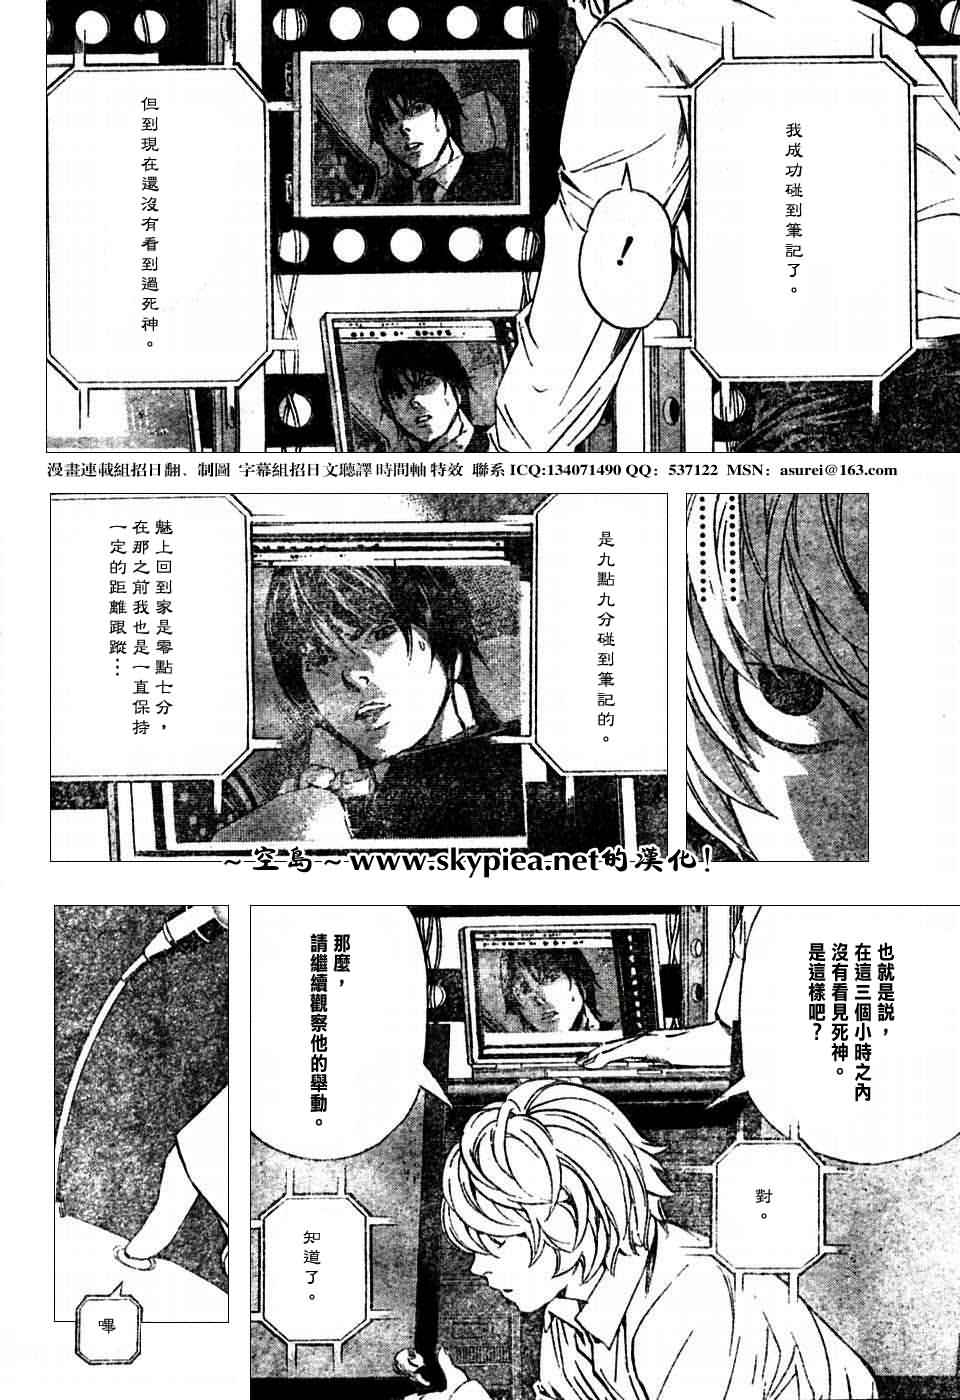 我成功碰到筆記了。
！
但到現在還沒有看到過死神。
漫畫連載組招日翻、制圖 字幕組招日文聽譯 時間軸 特效 聯系 ICQ:134071490 QQ：537122 MSN：asurei@163.com
是九點九分碰到筆記的。
魅上回到家是零點七分，
在那之前我也是一直保持
一定的距離跟蹤…
~空島~www.skypiea.net的漢化!
也就是説，
在這三個小時之內
沒有看見死神。
是這樣吧？
對。
那麼，
請繼續觀察他的舉動。
知道了。
嗶